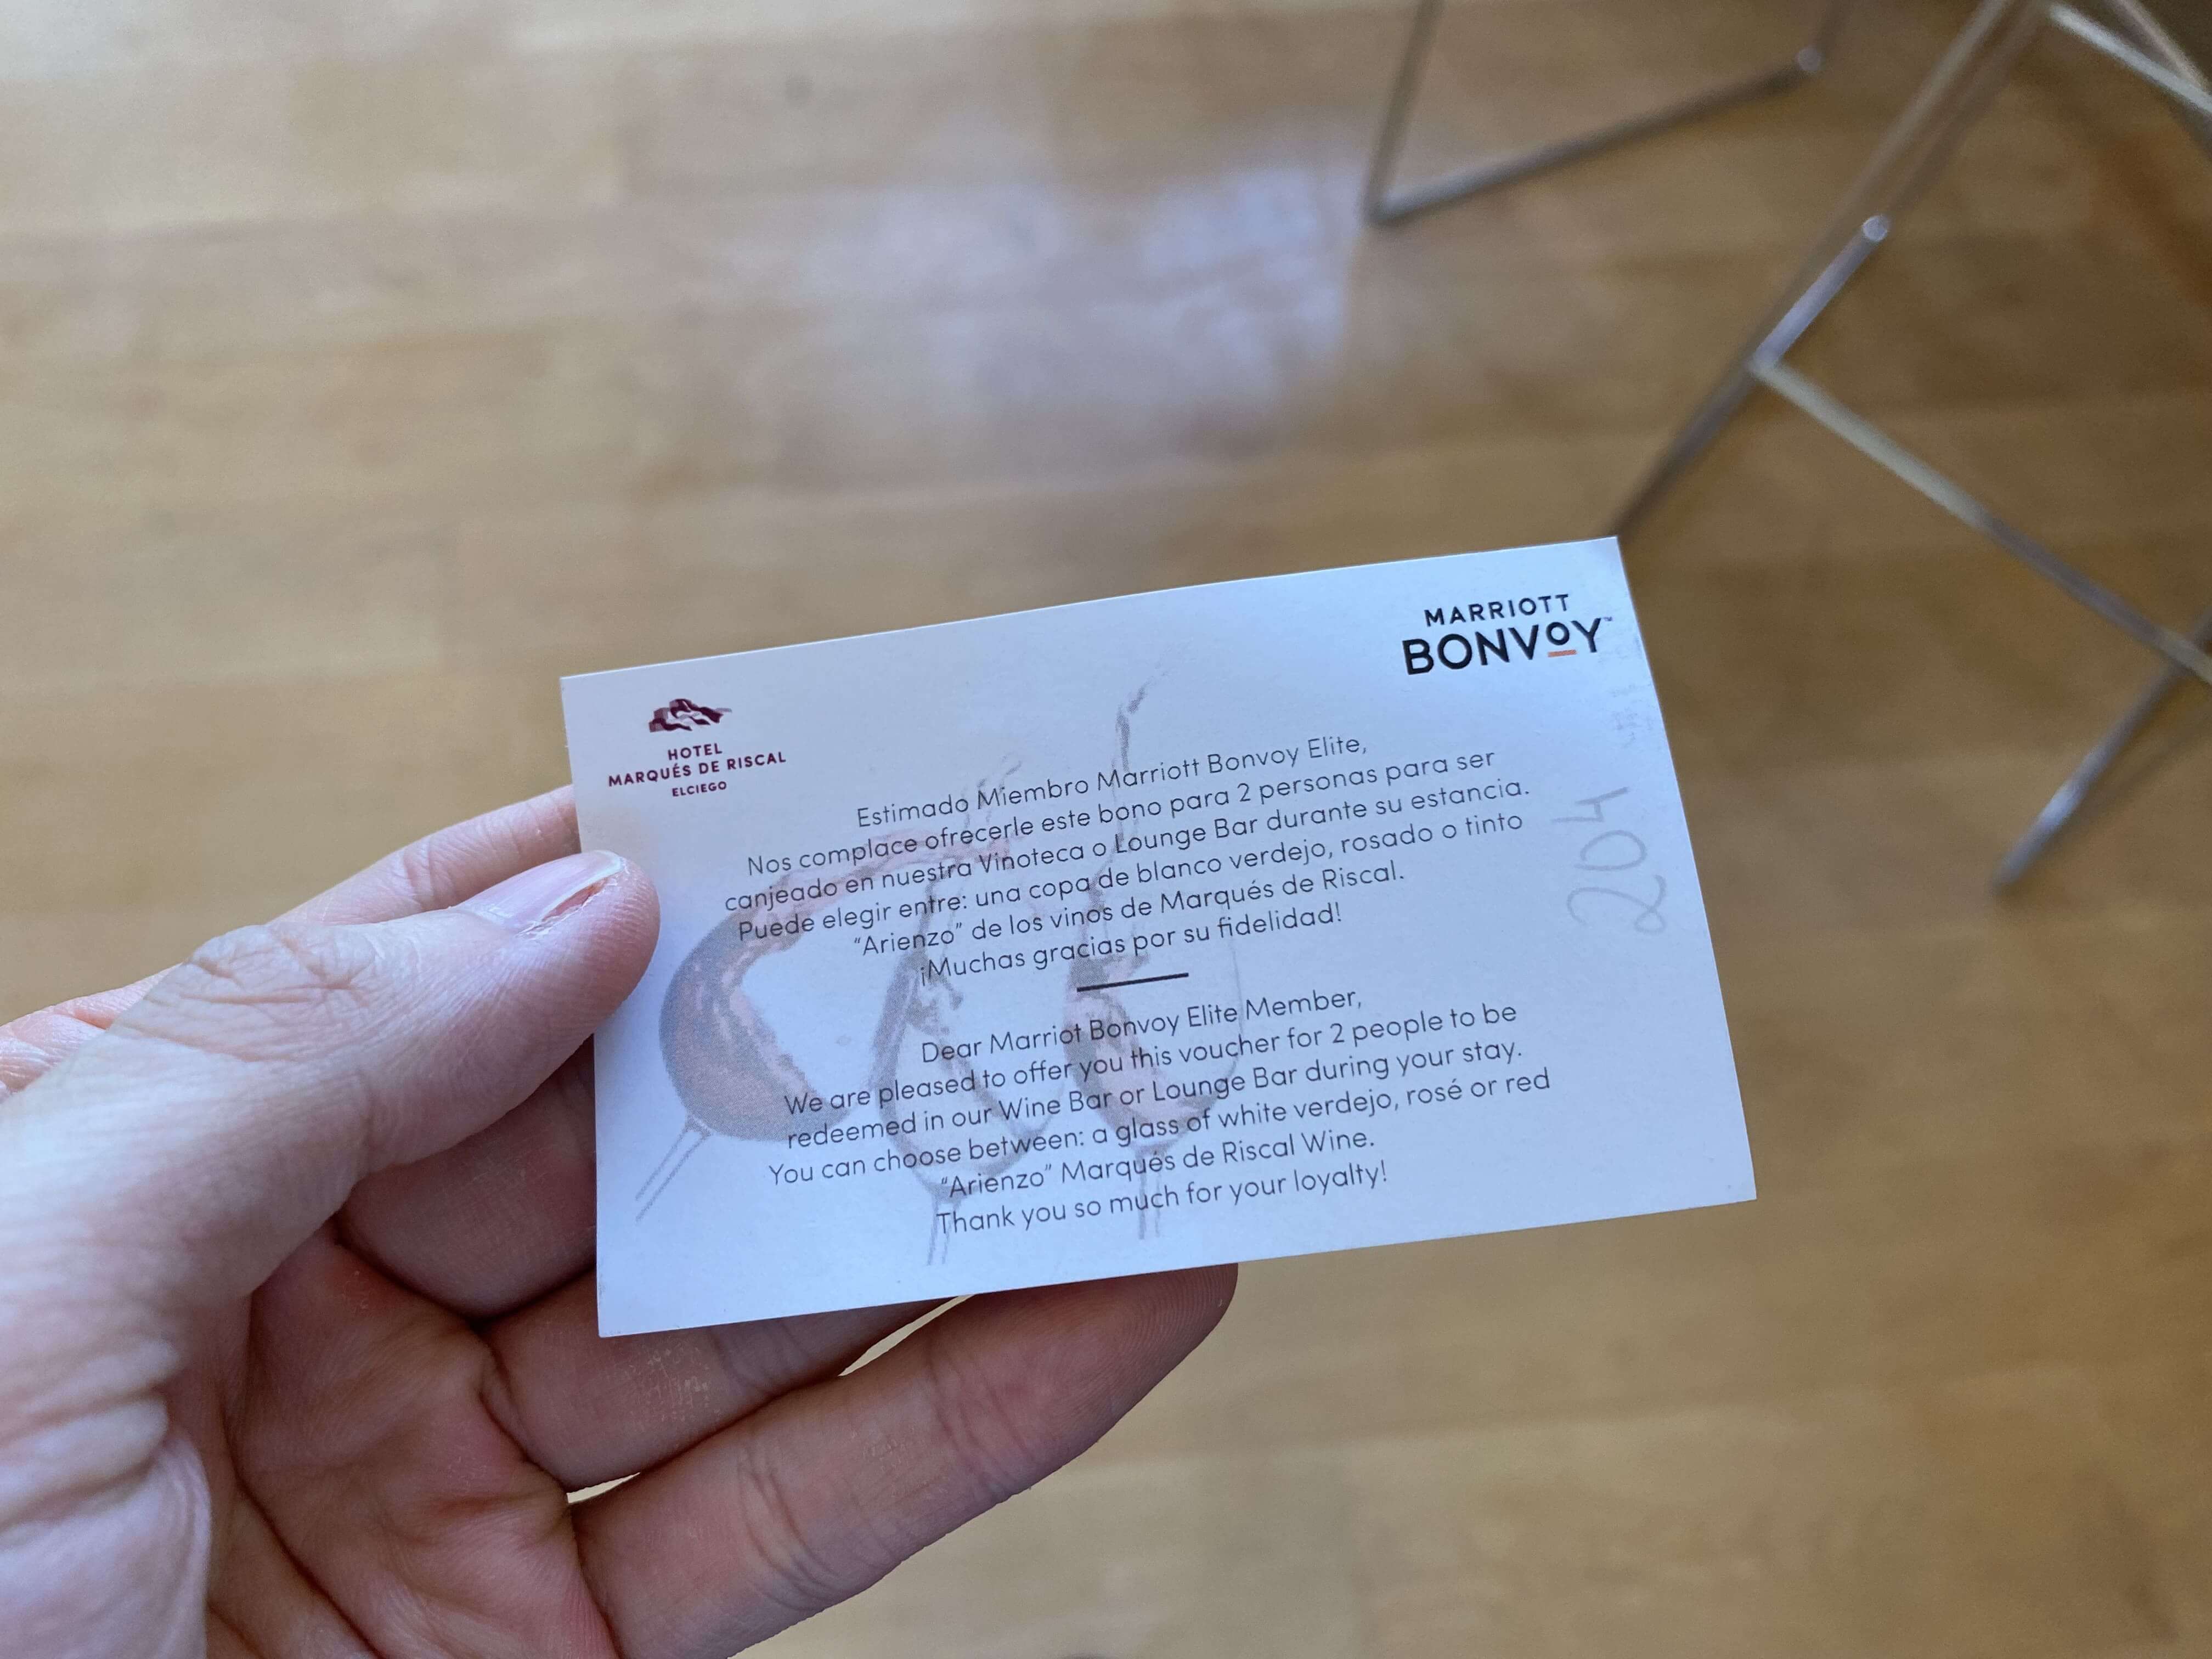 HOTEL
MARQUÉS DE RISCAL
ELCIEGO
MARRIOTT
BONVOY™
Estimado Miembro Marriott Bonvoy Elite,
Nos complace ofrecerle este bono para 2 personas para ser
canjeado en nuestra Vinoteca o Lounge Bar durante su estancia.
Puede elegir entre: una copa de blanco verdejo, rosado o tinto
“Arienzo” de los vinos de Marqués de Riscal.
¡Muchas gracias por su fidelidad!
Dear Marriot Bonvoy Elite Member,
We are pleased to offer you this voucher for 2 people to be
redeemed in our Wine Bar or Lounge Bar during your stay.
You can choose between: a glass of white verdejo, rosé or red
“Arienzo” Marqués de Riscal Wine.
Thank you so much for your loyalty!
204